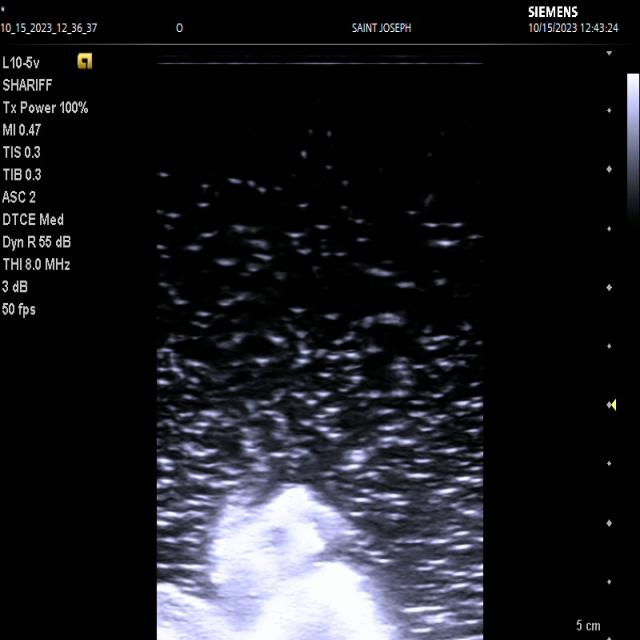 *
SIEMENS
10_15_2023_12_36_37 O SAINT JOSEPH 10/15/2023 12:43:24
L10-5v
SHARIFF
Tx Power 100%
MI 0.47
TIS 0.3
TIB 0.3
ASC 2
DTCE Med
Dyn R 55 dB
THI 8.0 MHz
3 dB
50 fps
5 cm